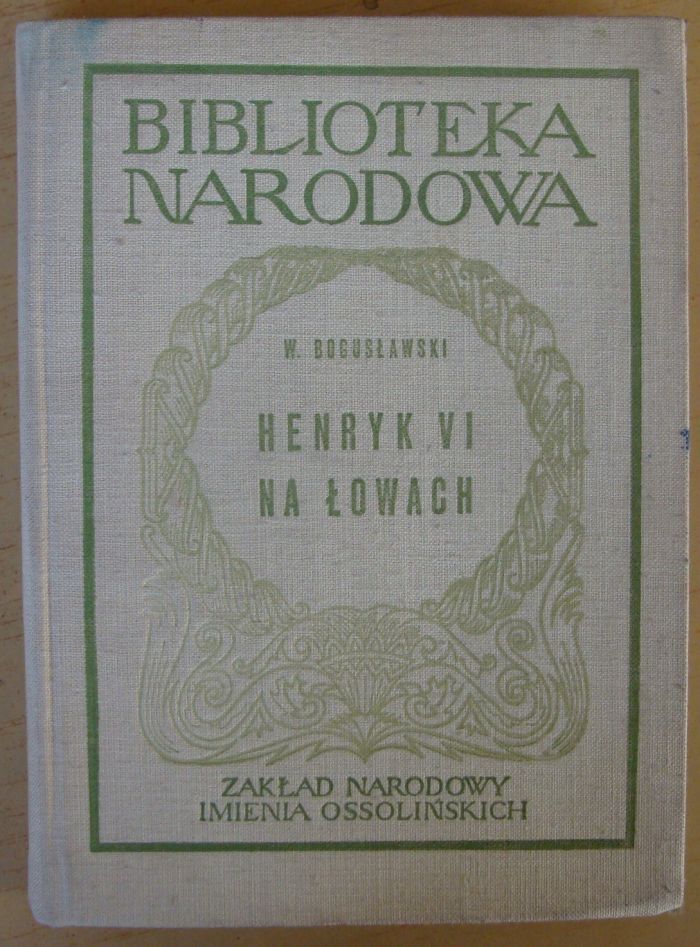 BIBLIOTEKA
NARODOWA
W. BOGUSŁAWSKI
HENRYK VI
NA ŁOWACH
ZAKŁAD NARODOWY
IMIENIA OSSOLIŃSKICH